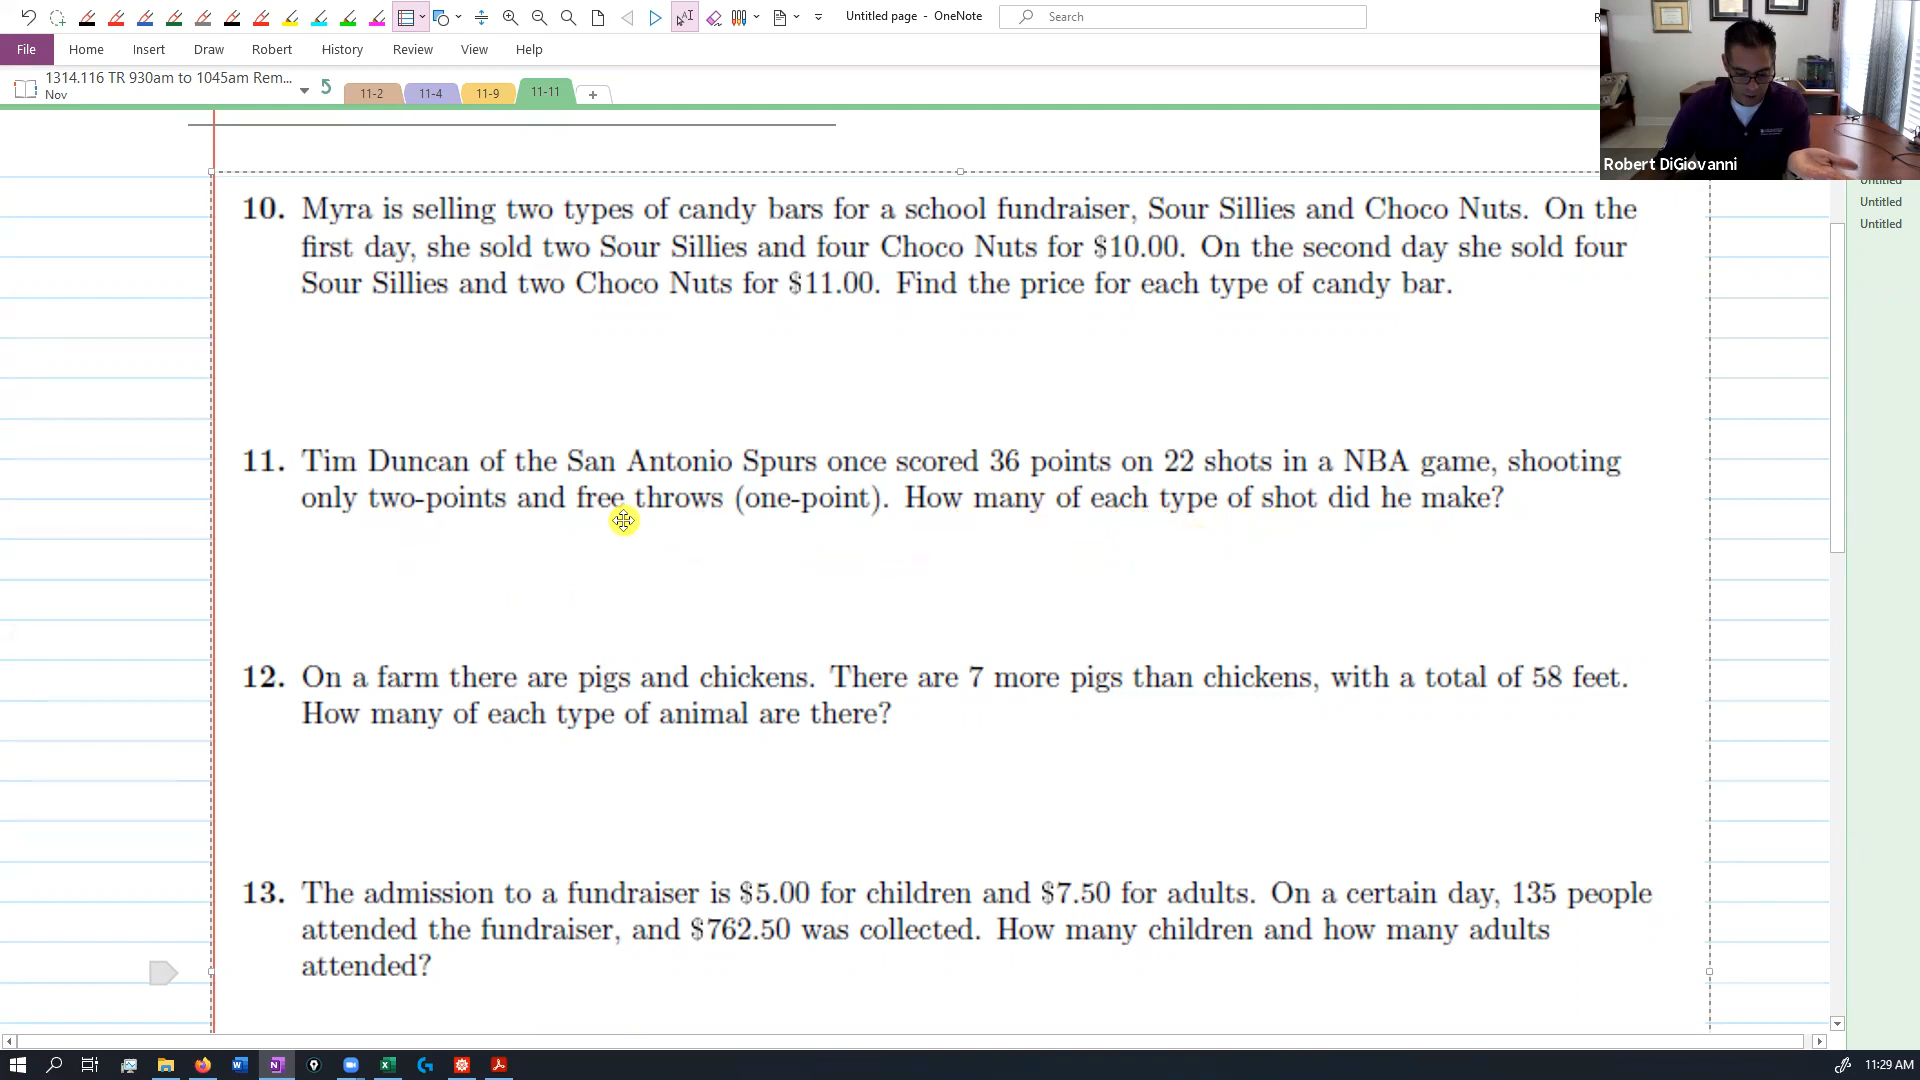 Untitled page - OneNote
Search
File Home Insert Draw Robert History Review View Help
1314.116 TR 930am to 1045am Rem...
Nov
11-2 11-4 11-9 11-11
Robert DiGiovanni
Untitled
Untitled
Untitled
10. Myra is selling two types of candy bars for a school fundraiser, Sour Sillies and Choco Nuts. On the
first day, she sold two Sour Sillies and four Choco Nuts for $10.00. On the second day she sold four
Sour Sillies and two Choco Nuts for $11.00. Find the price for each type of candy bar.
11. Tim Duncan of the San Antonio Spurs once scored 36 points on 22 shots in a NBA game, shooting
only two-points and free throws (one-point). How many of each type of shot did he make?
12. On a farm there are pigs and chickens. There are 7 more pigs than chickens, with a total of 58 feet.
How many of each type of animal are there?
13. The admission to a fundraiser is $5.00 for children and $7.50 for adults. On a certain day, 135 people
attended the fundraiser, and $762.50 was collected. How many children and how many adults
attended?
11:29 AM